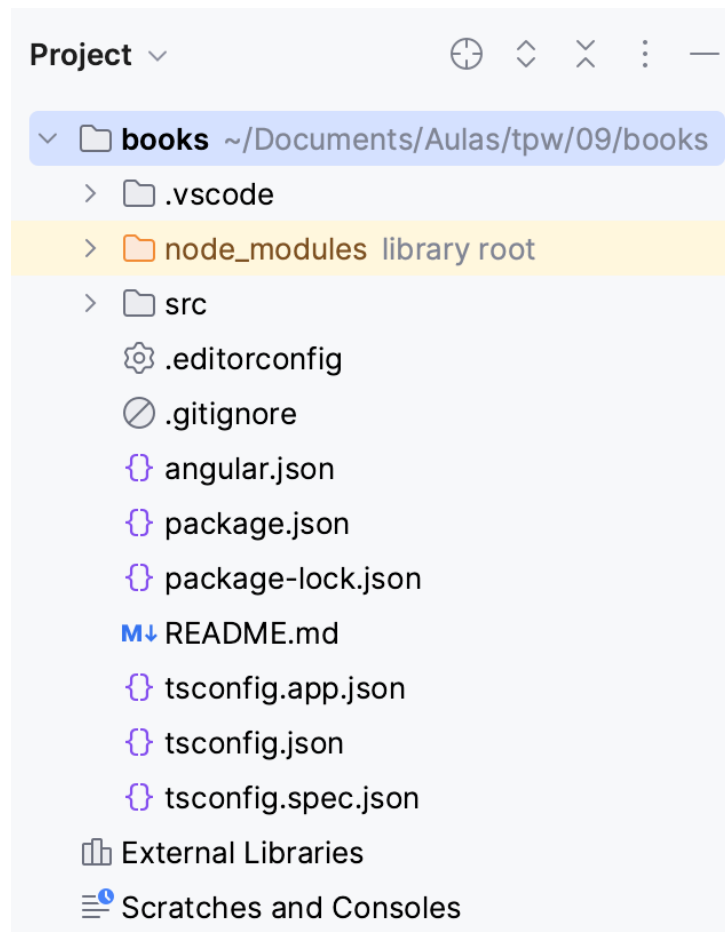 Project
books ~/Documents/Aulas/tpw/09/books
.vscode
node_modules library root
src
.editorconfig
.gitignore
angular.json
package.json
package-lock.json
M↓ README.md
tsconfig.app.json
tsconfig.json
tsconfig.spec.json
External Libraries
Scratches and Consoles